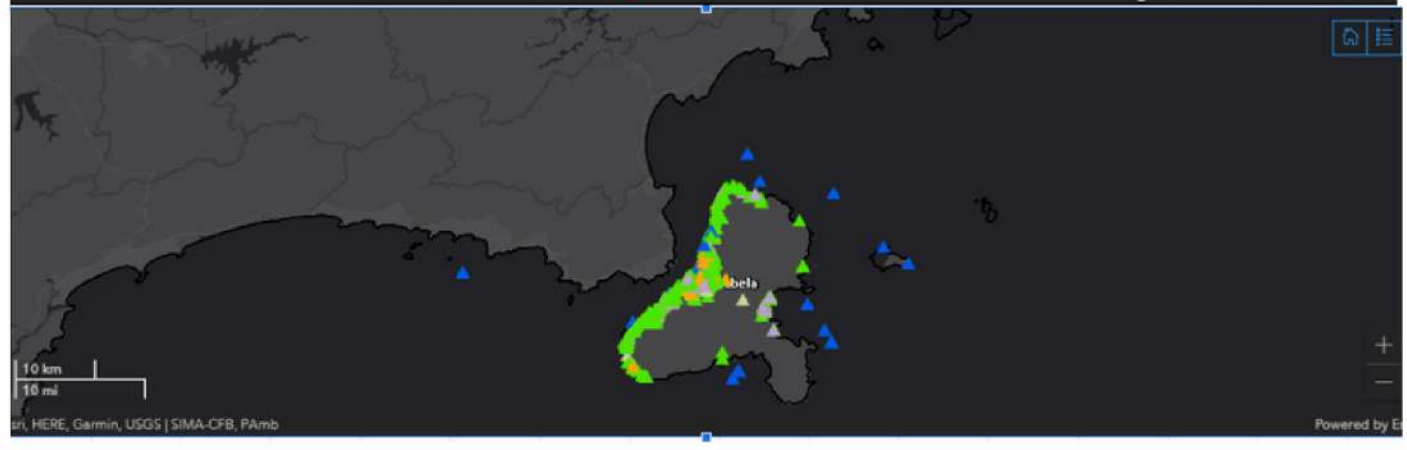 bela
+
10 km
10 mi
−
sri, HERE, Garmin, USGS | SIMA-CFB, PAmb
Powered by E